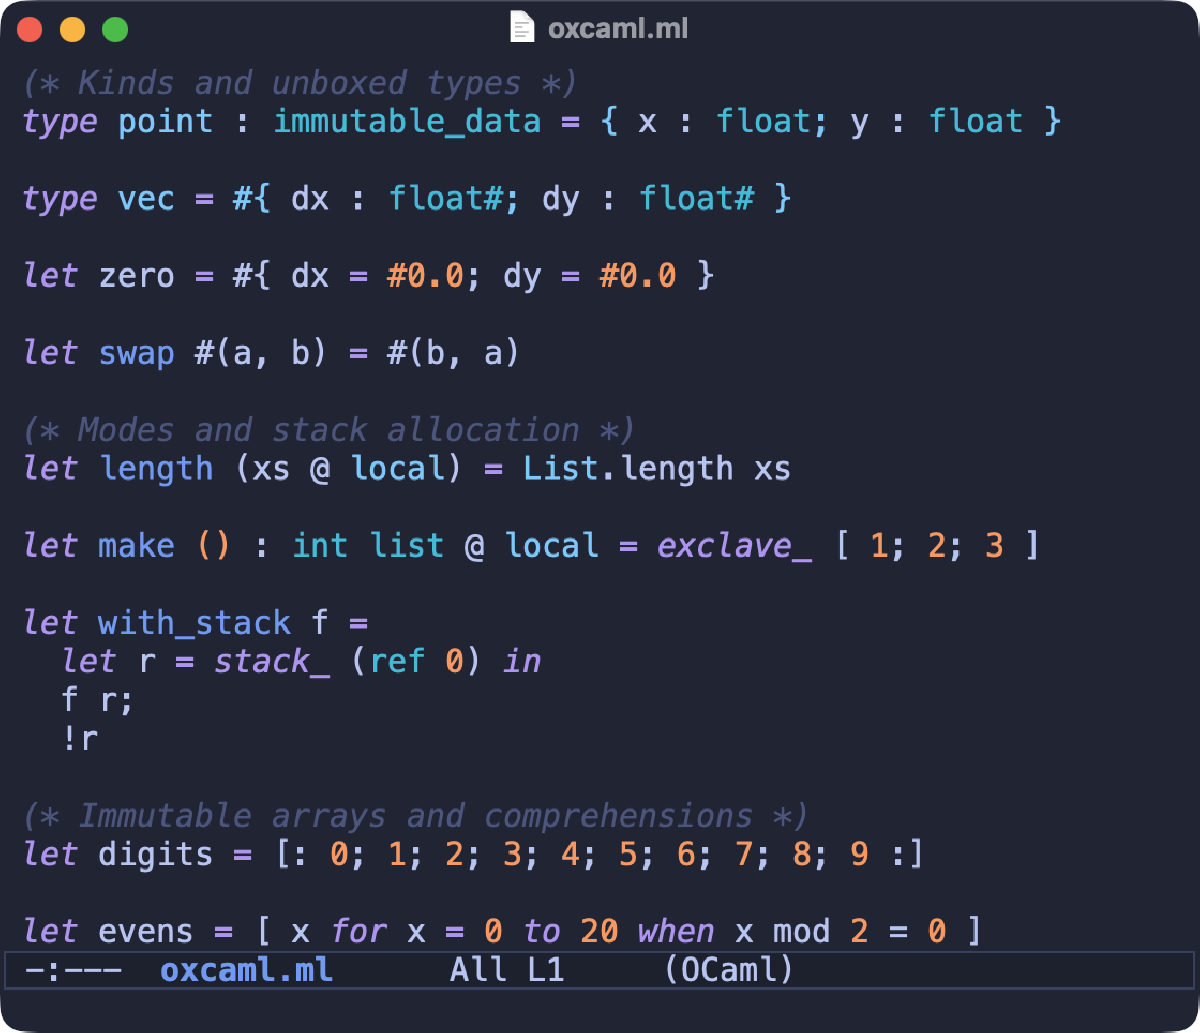 oxcaml.ml
(* Kinds and unboxed types *)
type point : immutable_data = { x : float; y : float }
type vec = #{ dx : float#; dy : float# }
let zero = #{ dx = #0.0; dy = #0.0 }
let swap #(a, b) = #(b, a)
(* Modes and stack allocation *)
let length (xs @ local) = List.length xs
let make () : int list @ local = exclave_ [ 1; 2; 3 ]
let with_stack f =
  let r = stack_ (ref 0) in
  f r;
  !r
(* Immutable arrays and comprehensions *)
let digits = [: 0; 1; 2; 3; 4; 5; 6; 7; 8; 9 :]
let evens = [ x for x = 0 to 20 when x mod 2 = 0 ]
-:---  oxcaml.ml      All L1     (OCaml)